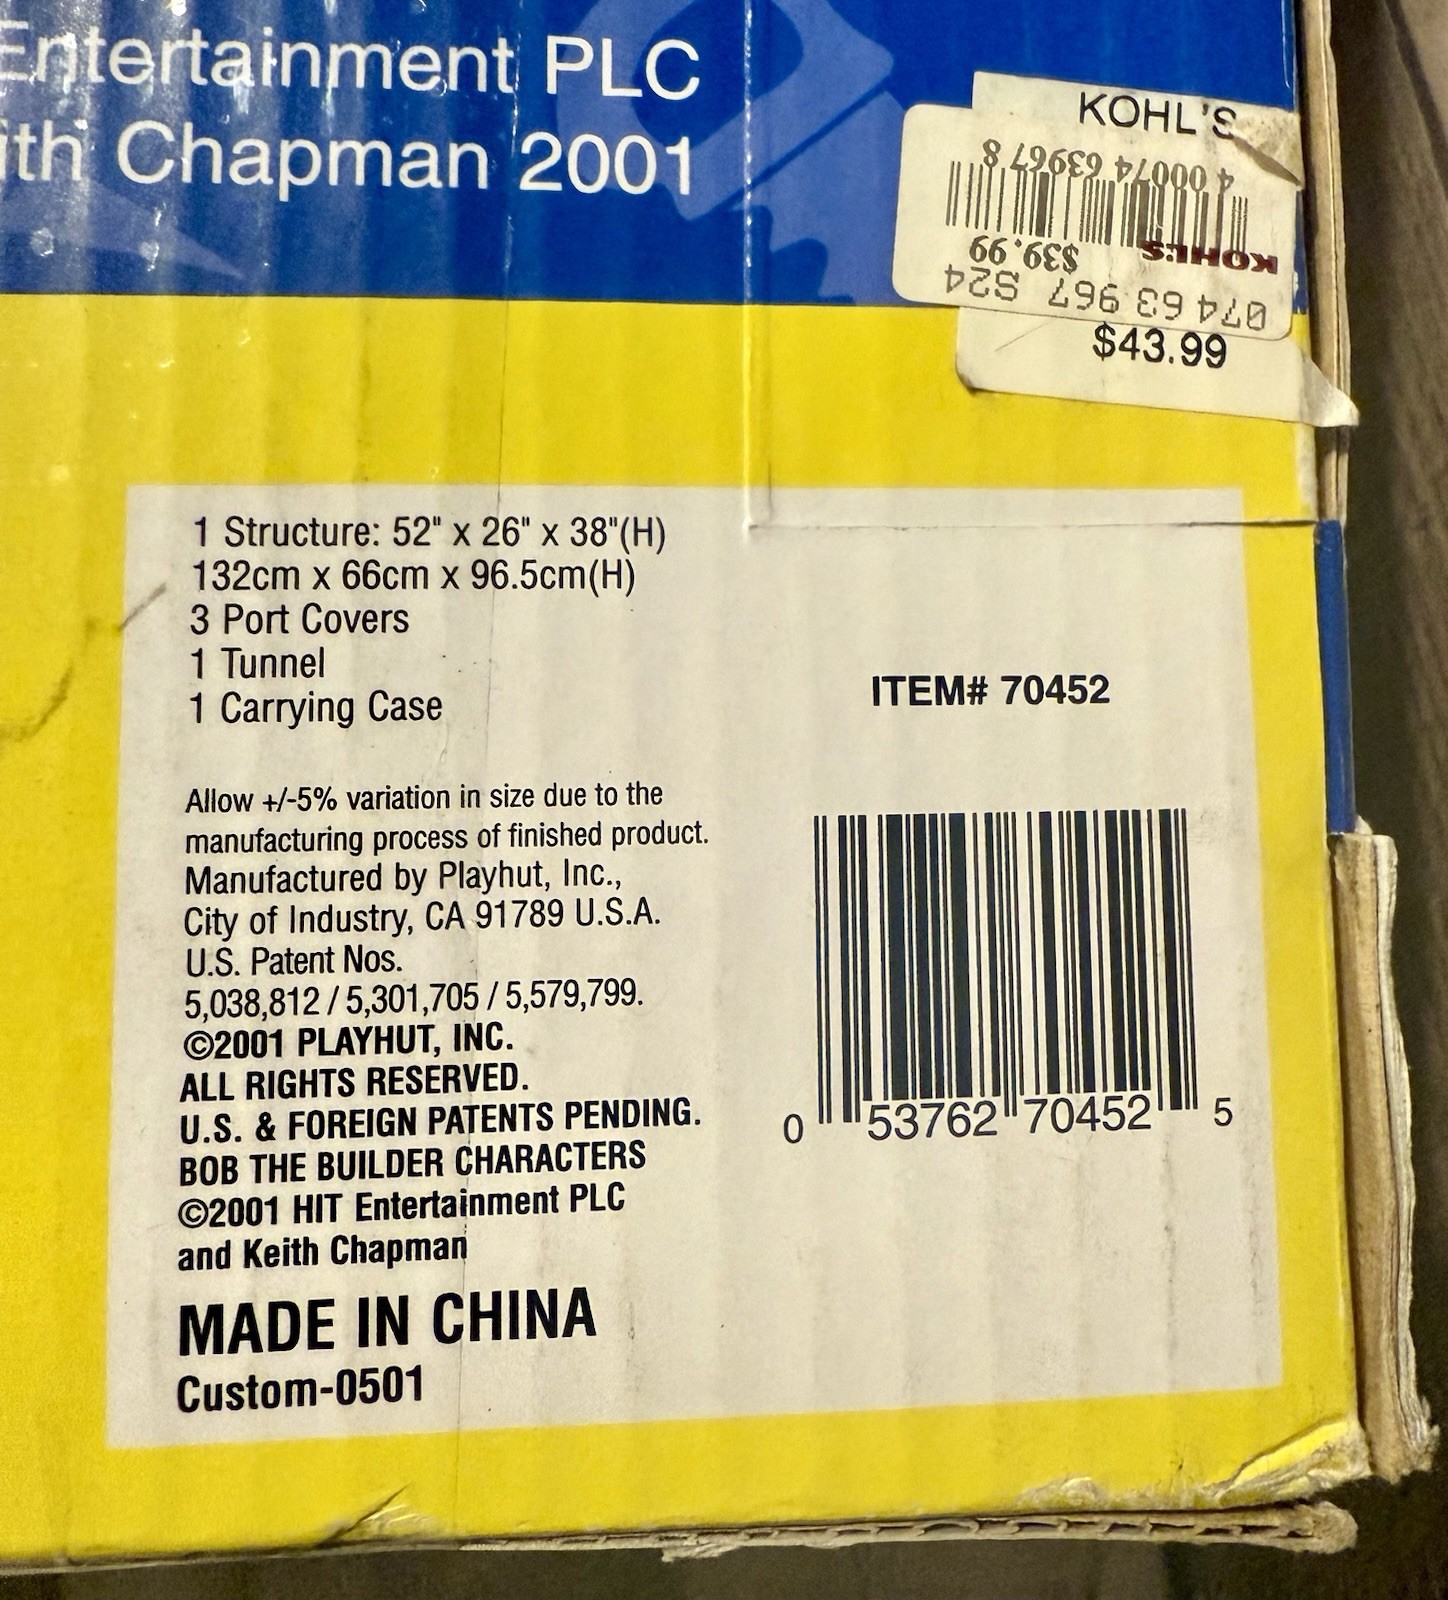 Entertainment PLC
ith Chapman 2001
KOHL'S
4 00074 63967 8
KOHL'S $39.99
074 63 967 S24
$43.99
1 Structure: 52" x 26" x 38"(H)
132cm x 66cm x 96.5cm(H)
3 Port Covers
1 Tunnel
1 Carrying Case
ITEM# 70452
Allow +/-5% variation in size due to the
manufacturing process of finished product.
Manufactured by Playhut, Inc.,
City of Industry, CA 91789 U.S.A.
U.S. Patent Nos.
5,038,812 / 5,301,705 / 5,579,799.
©2001 PLAYHUT, INC.
ALL RIGHTS RESERVED.
U.S. & FOREIGN PATENTS PENDING.
BOB THE BUILDER CHARACTERS
©2001 HIT Entertainment PLC
and Keith Chapman
MADE IN CHINA
Custom-0501
0 53762 70452 5